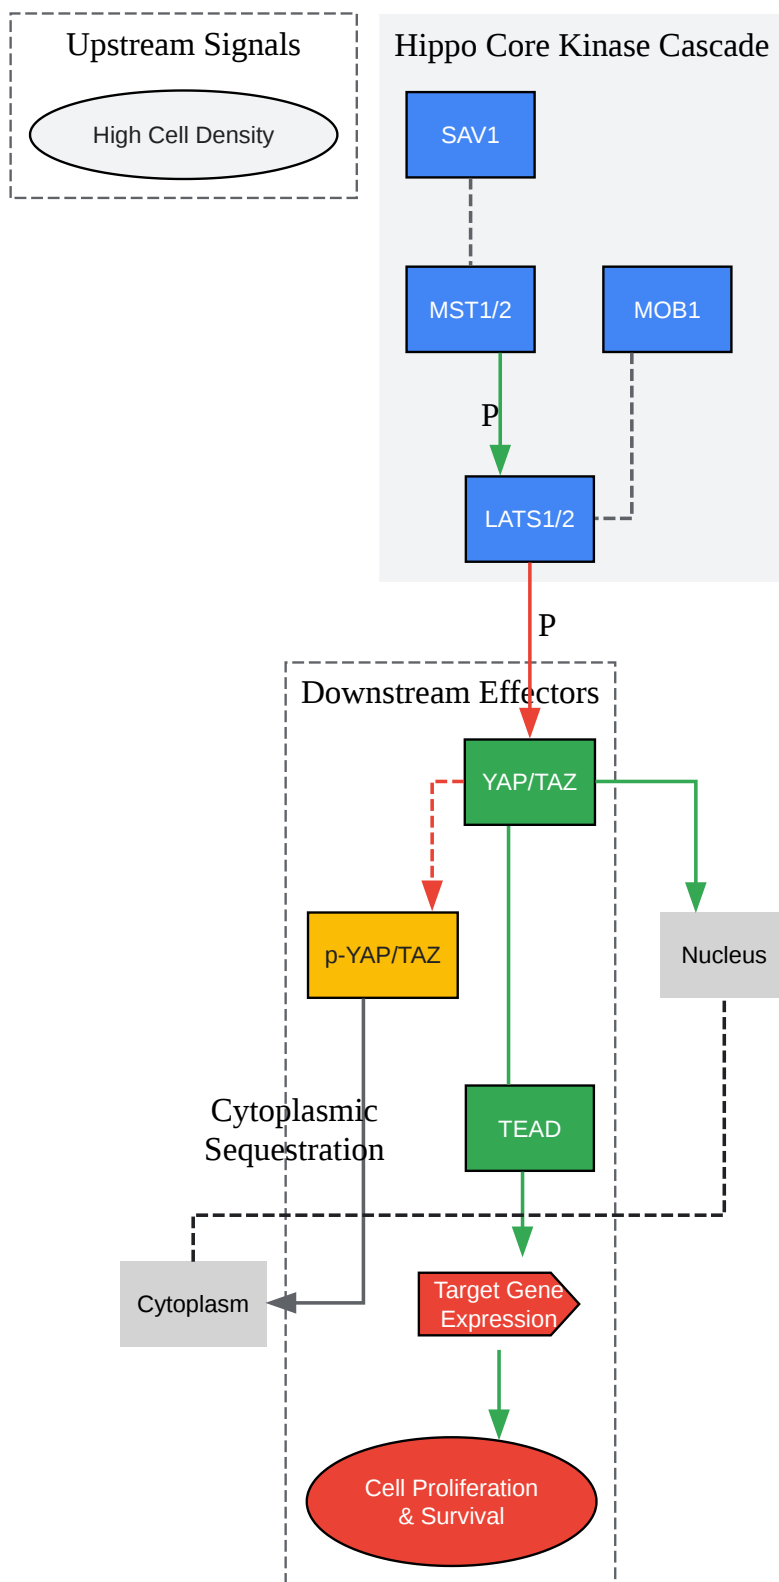 Upstream Signals
High Cell Density
Hippo Core Kinase Cascade
SAV1
MST1/2
MOB1
P
LATS1/2
P
Downstream Effectors
YAP/TAZ
p-YAP/TAZ
Nucleus
Cytoplasmic
Sequestration
TEAD
Cytoplasm
Target Gene
Expression
Cell Proliferation
& Survival